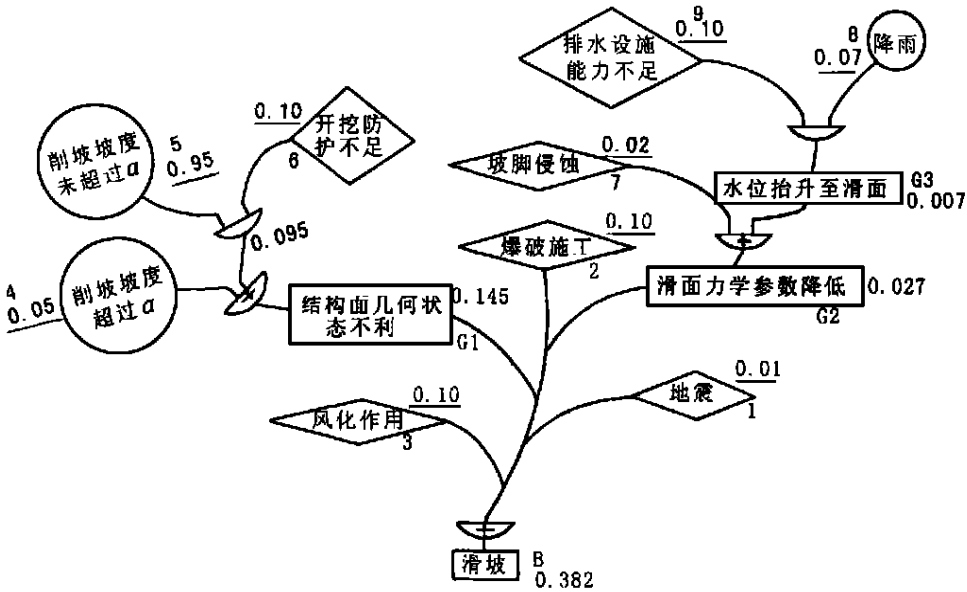 9
0.10
排水设施
能力不足
8
0.07
降雨
削坡坡度
未超过a
5
0.95
0.10
开挖防
护不足
6
0.02
坡脚侵蚀
7
水位抬升至滑面
G3
0.007
0.095
0.10
爆破施工
2
4
0.05
削坡坡度
超过a
结构面几何状
态不利
0.145
G1
滑面力学参数降低
0.027
G2
0.10
风化作用
3
0.01
地震
1
滑坡
B
0.382